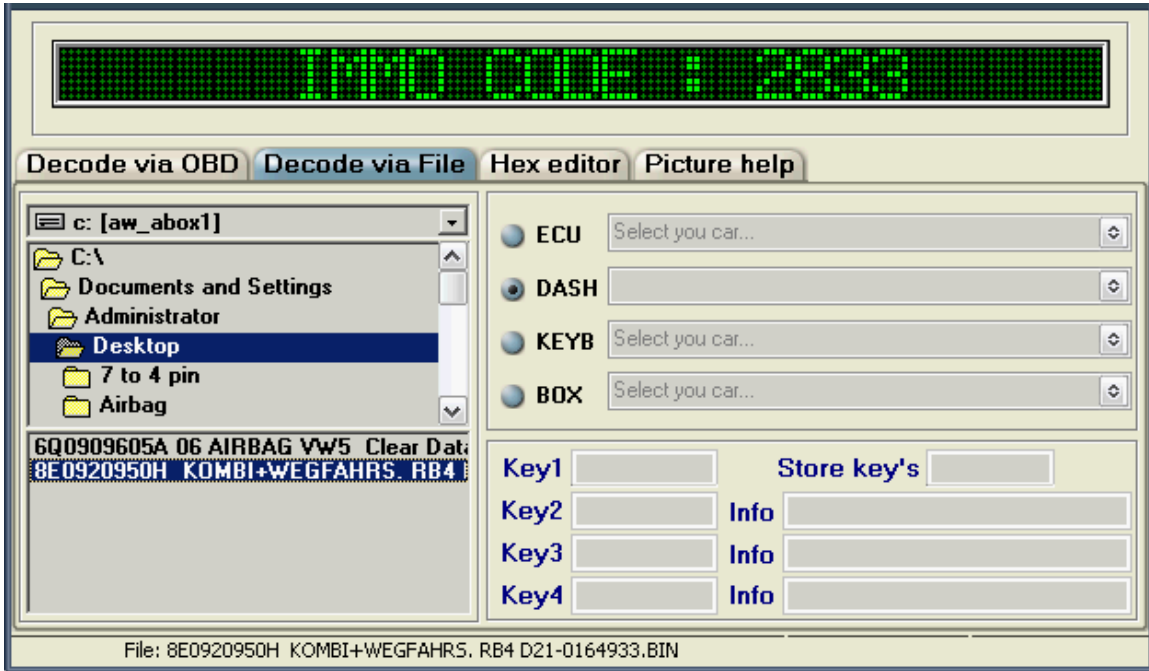 IMMO CODE : 2833
Decode via OBD Decode via File Hex editor Picture help
c: [aw_abox1]
C:\
Documents and Settings
Administrator
Desktop
7 to 4 pin
Airbag
6Q0909605A 06 AIRBAG VW5 Clear Data
8E0920950H KOMBI+WEGFAHRS. RB4
ECU Select you car...
DASH
KEYB Select you car...
BOX Select you car...
Key1 Store key's
Key2 Info
Key3 Info
Key4 Info
File: 8E0920950H KOMBI+WEGFAHRS. RB4 D21-0164933.BIN